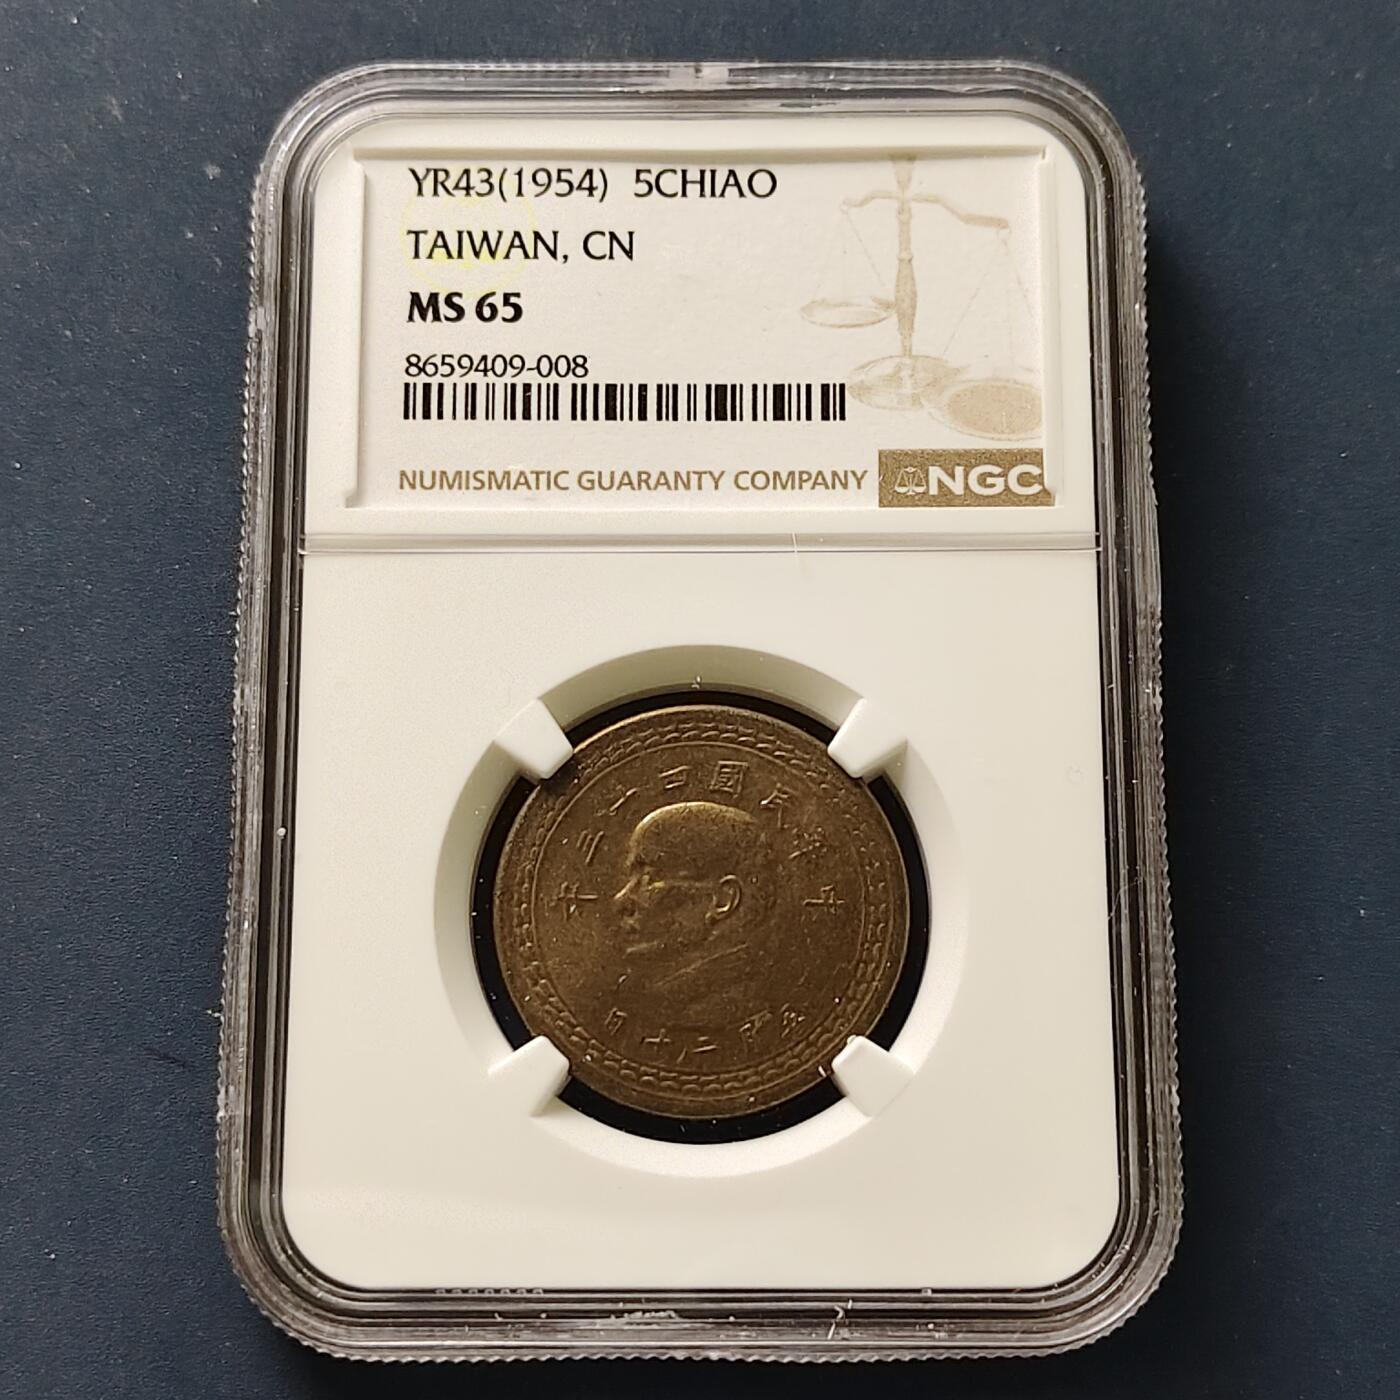 YR43(1954) 5CHIAO
TAIWAN, CN
MS 65
8659409-008
NUMISMATIC GUARANTY COMPANY NGC
年三十四國民華中